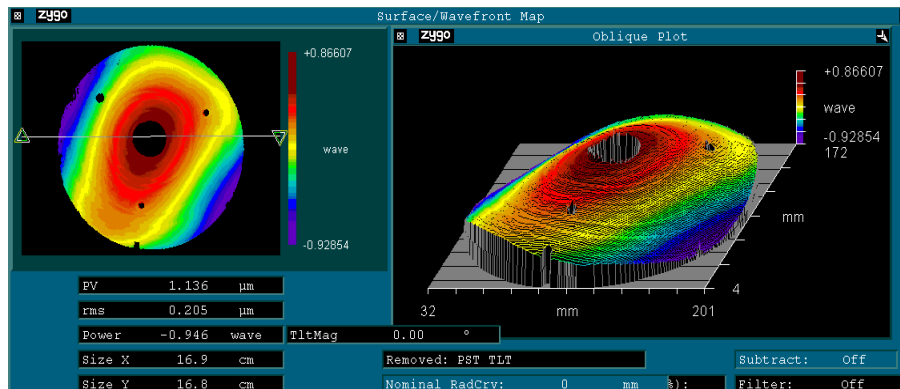 zygo Surface/Wavefront Map
+0.86607
wave
-0.92854
zygo Oblique Plot
+0.86607
wave
-0.92854
172
mm
4
32 mm 201
PV 1.136 µm
rms 0.205 µm
Power -0.946 wave TltMag 0.00 °
Size X 16.9 cm Removed: PST TLT Subtract: Off
Size Y 16.8 cm Nominal RadCrv: 0 mm %): Filter: Off